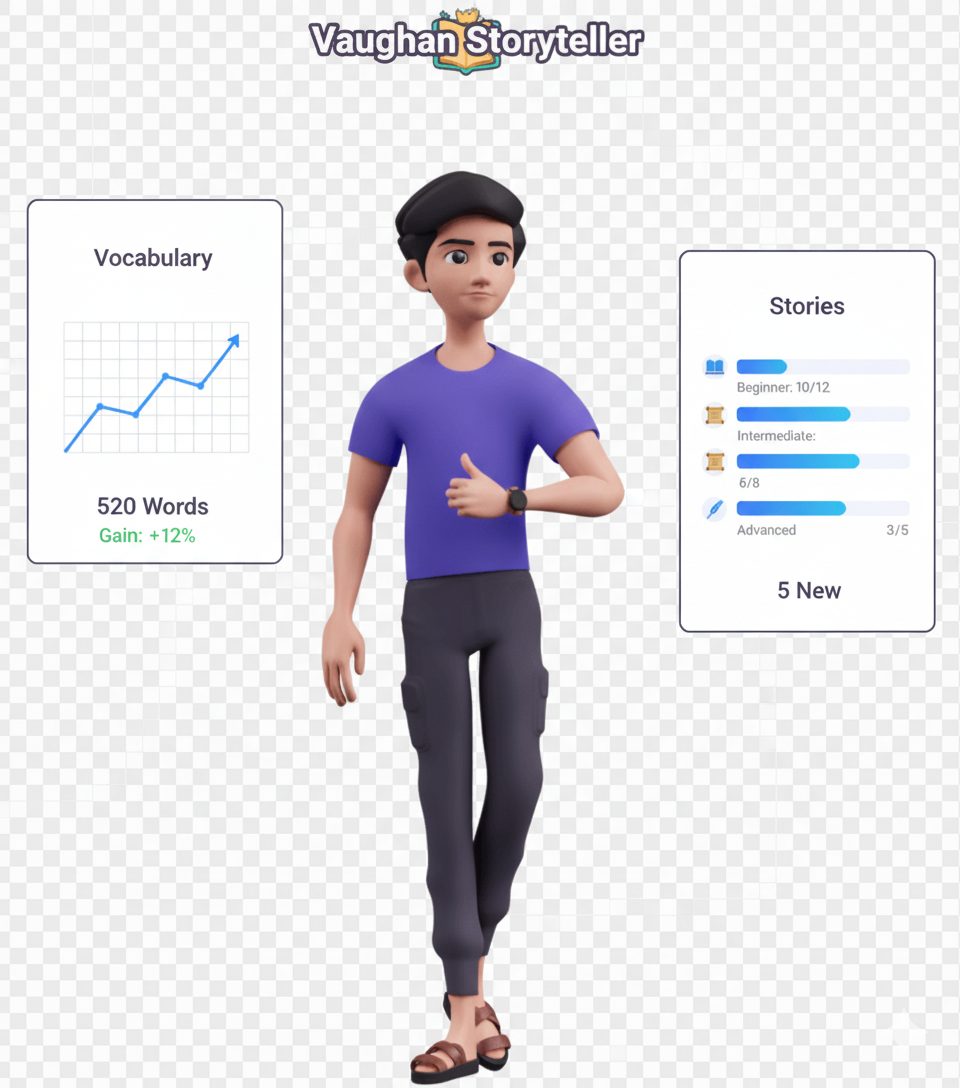 Vaughan Storyteller
Vocabulary
520 Words
Gain: +12%
Stories
Beginner: 10/12
Intermediate:
6/8
Advanced 3/5
5 New